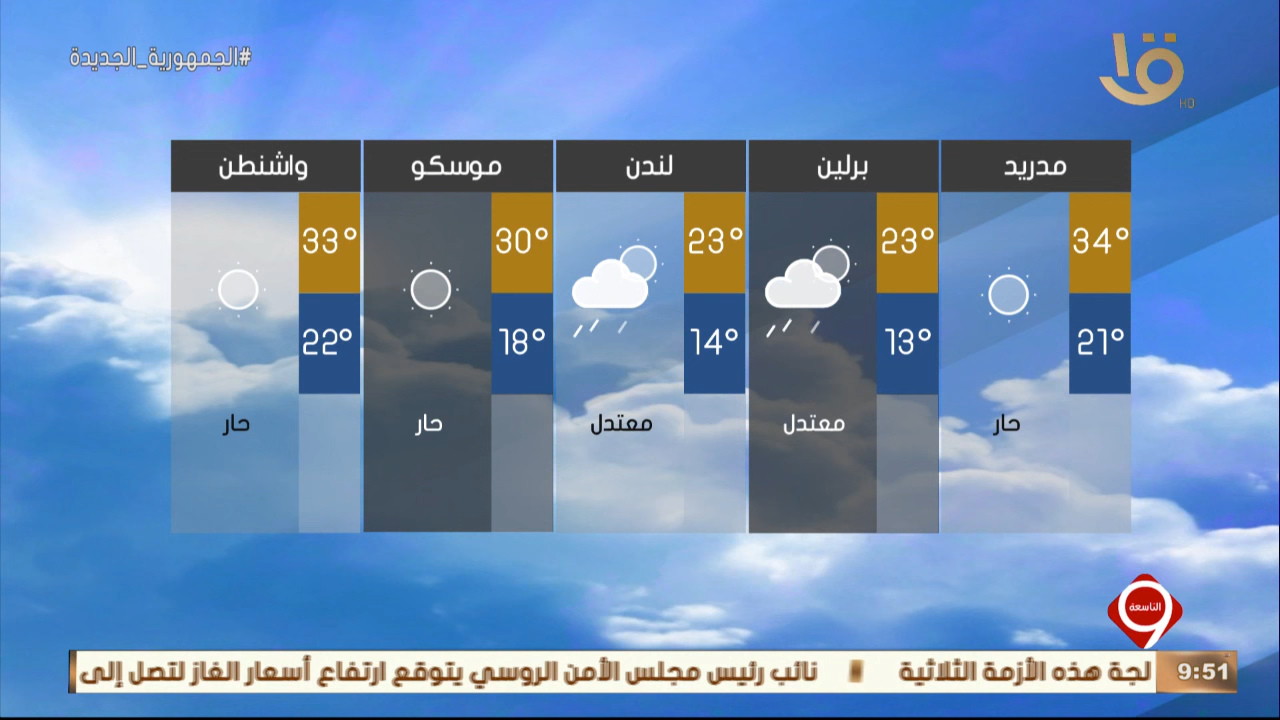 #الجمهورية_الجديدة
HD
مدريد
34°
21°
حار
برلين
23°
13°
معتدل
لندن
23°
14°
معتدل
موسكو
30°
18°
حار
واشنطن
33°
22°
حار
التاسعة
9
9:51
لجة هذه الأزمة الثلاثية
نائب رئيس مجلس الأمن الروسي يتوقع ارتفاع أسعار الغاز لتصل إلى